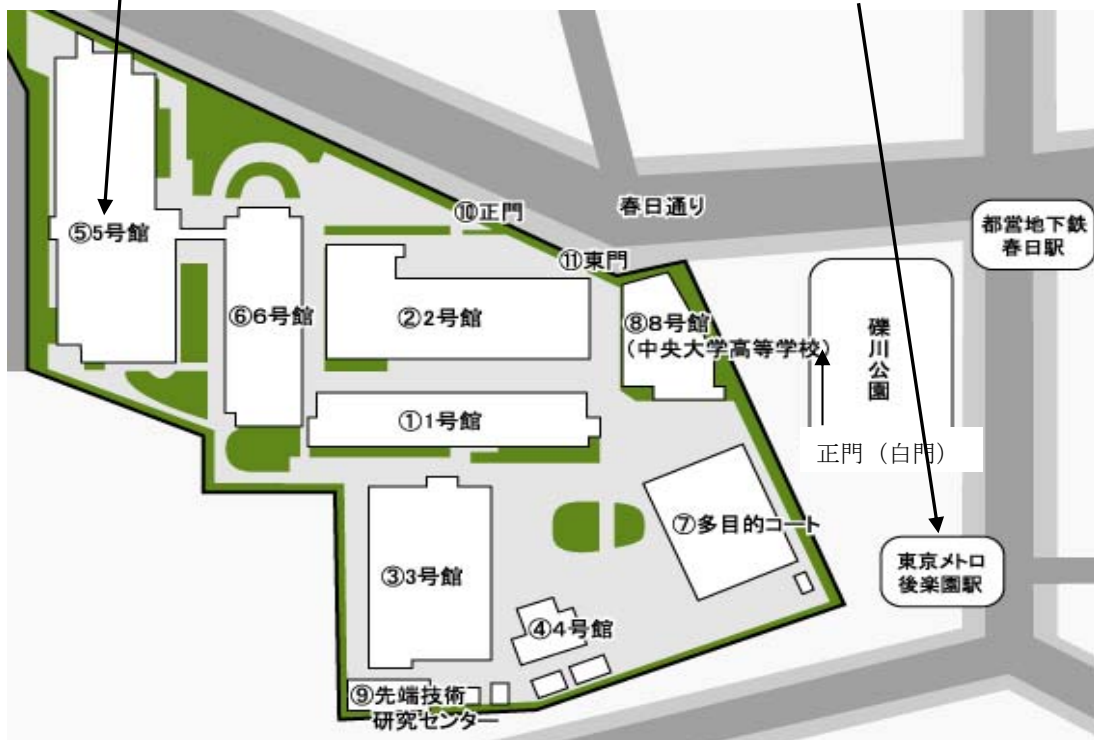 ⑩正門
春日通り
都営地下鉄
春日駅
⑤5号館
⑪東門
⑥6号館
②2号館
⑧8号館
(中央大学高等学校)
礫川公園
①1号館
正門（白門）
⑦多目的コート
③3号館
東京メトロ
後楽園駅
④4号館
⑨先端技術
研究センター